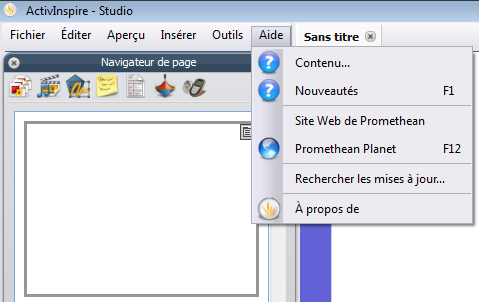 ActivInspire - Studio
Fichier Éditer Aperçu Insérer Outils Aide Sans titre
Navigateur de page
Contenu...
Nouveautés F1
Site Web de Promethean
Promethean Planet F12
Rechercher les mises à jour...
À propos de